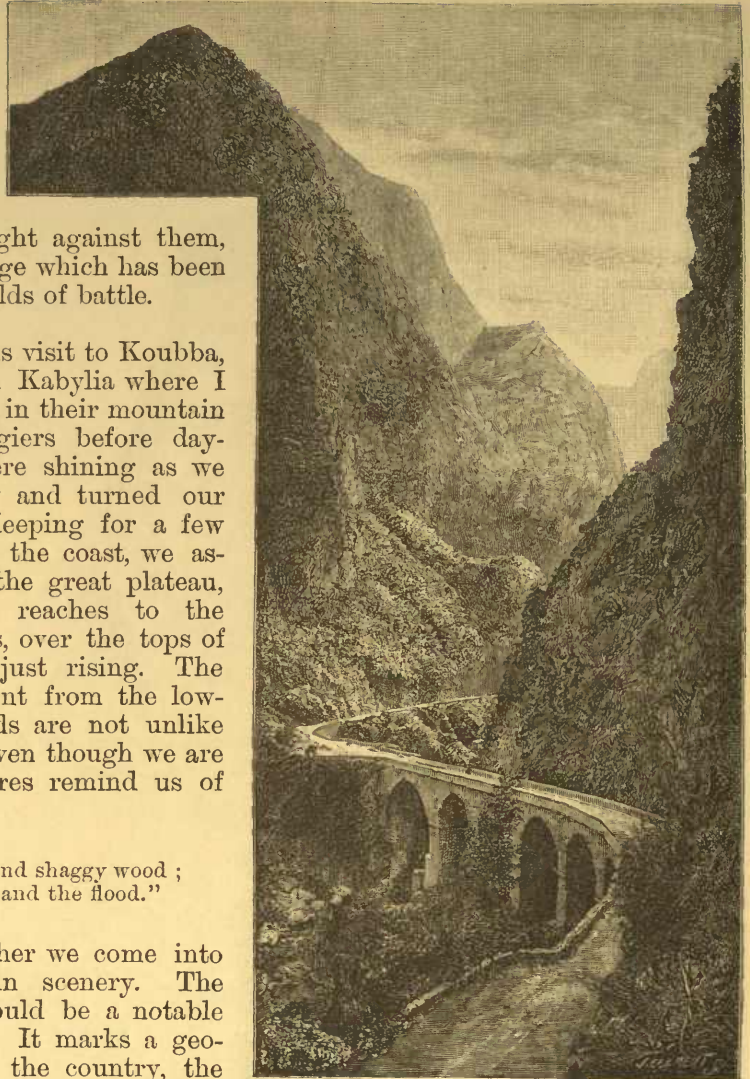 ght against them,
ge which has been
lds of battle.
s visit to Koubba,
Kabylia where I
in their mountain
giers before day-
re shining as we
and turned our
eeping for a few
the coast, we as-
the great plateau,
reaches to the
s, over the tops of
just rising. The
nt from the low-
ls are not unlike
ven though we are
res remind us of
nd shaggy wood ;
and the flood."
her we come into
n scenery. The
ould be a notable
It marks a geo-
the country, the